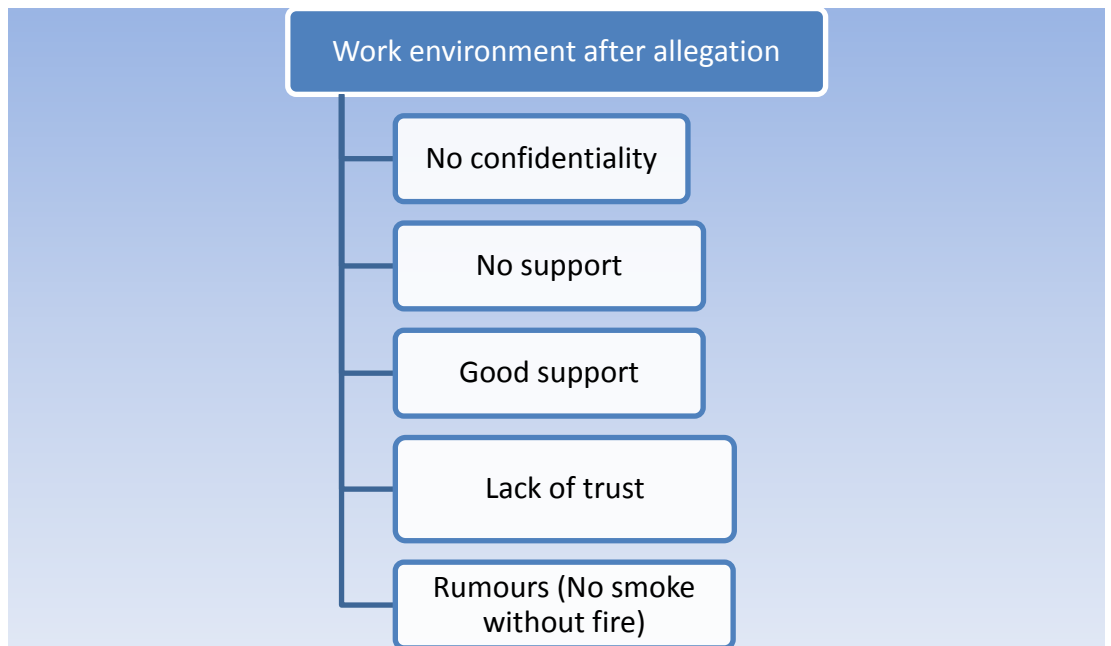 Work environment after allegation
No confidentiality
No support
Good support
Lack of trust
Rumours (No smoke
without fire)